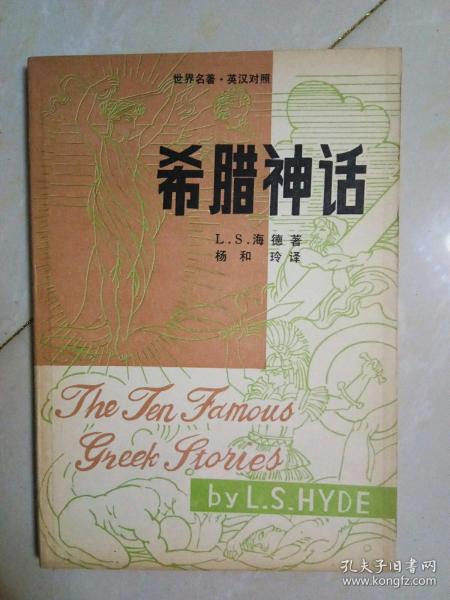 世界名著·英汉对照
希腊神话
L.S.海德著
杨和玲译
The Ten Famous
Greek Stories
by L.S.HYDE
孔夫子旧书网
www.kongfz.com